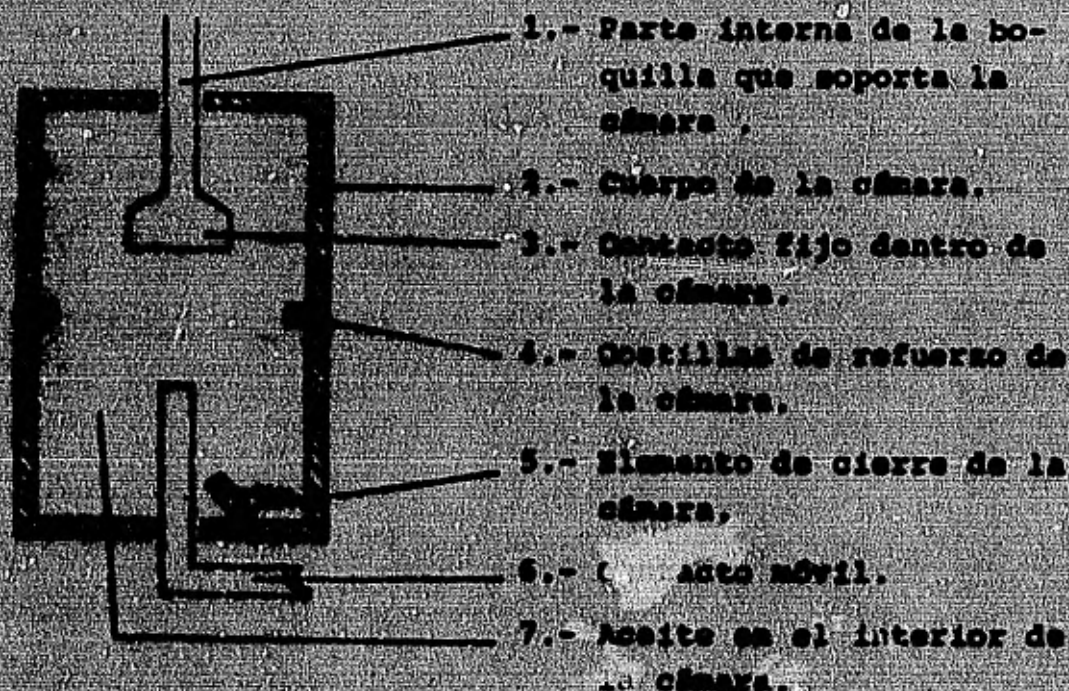 1.- Parte interna de la bo-
quilla que soporta la
cámara .
2.- Cuerpo de la cámara.
3.- Contacto fijo dentro de
la cámara.
4.- Costillas de refuerzo de
la cámara.
5.- Elemento de cierre de la
cámara.
6.- móvil.
7.- Aceite en el interior de
la cámara.